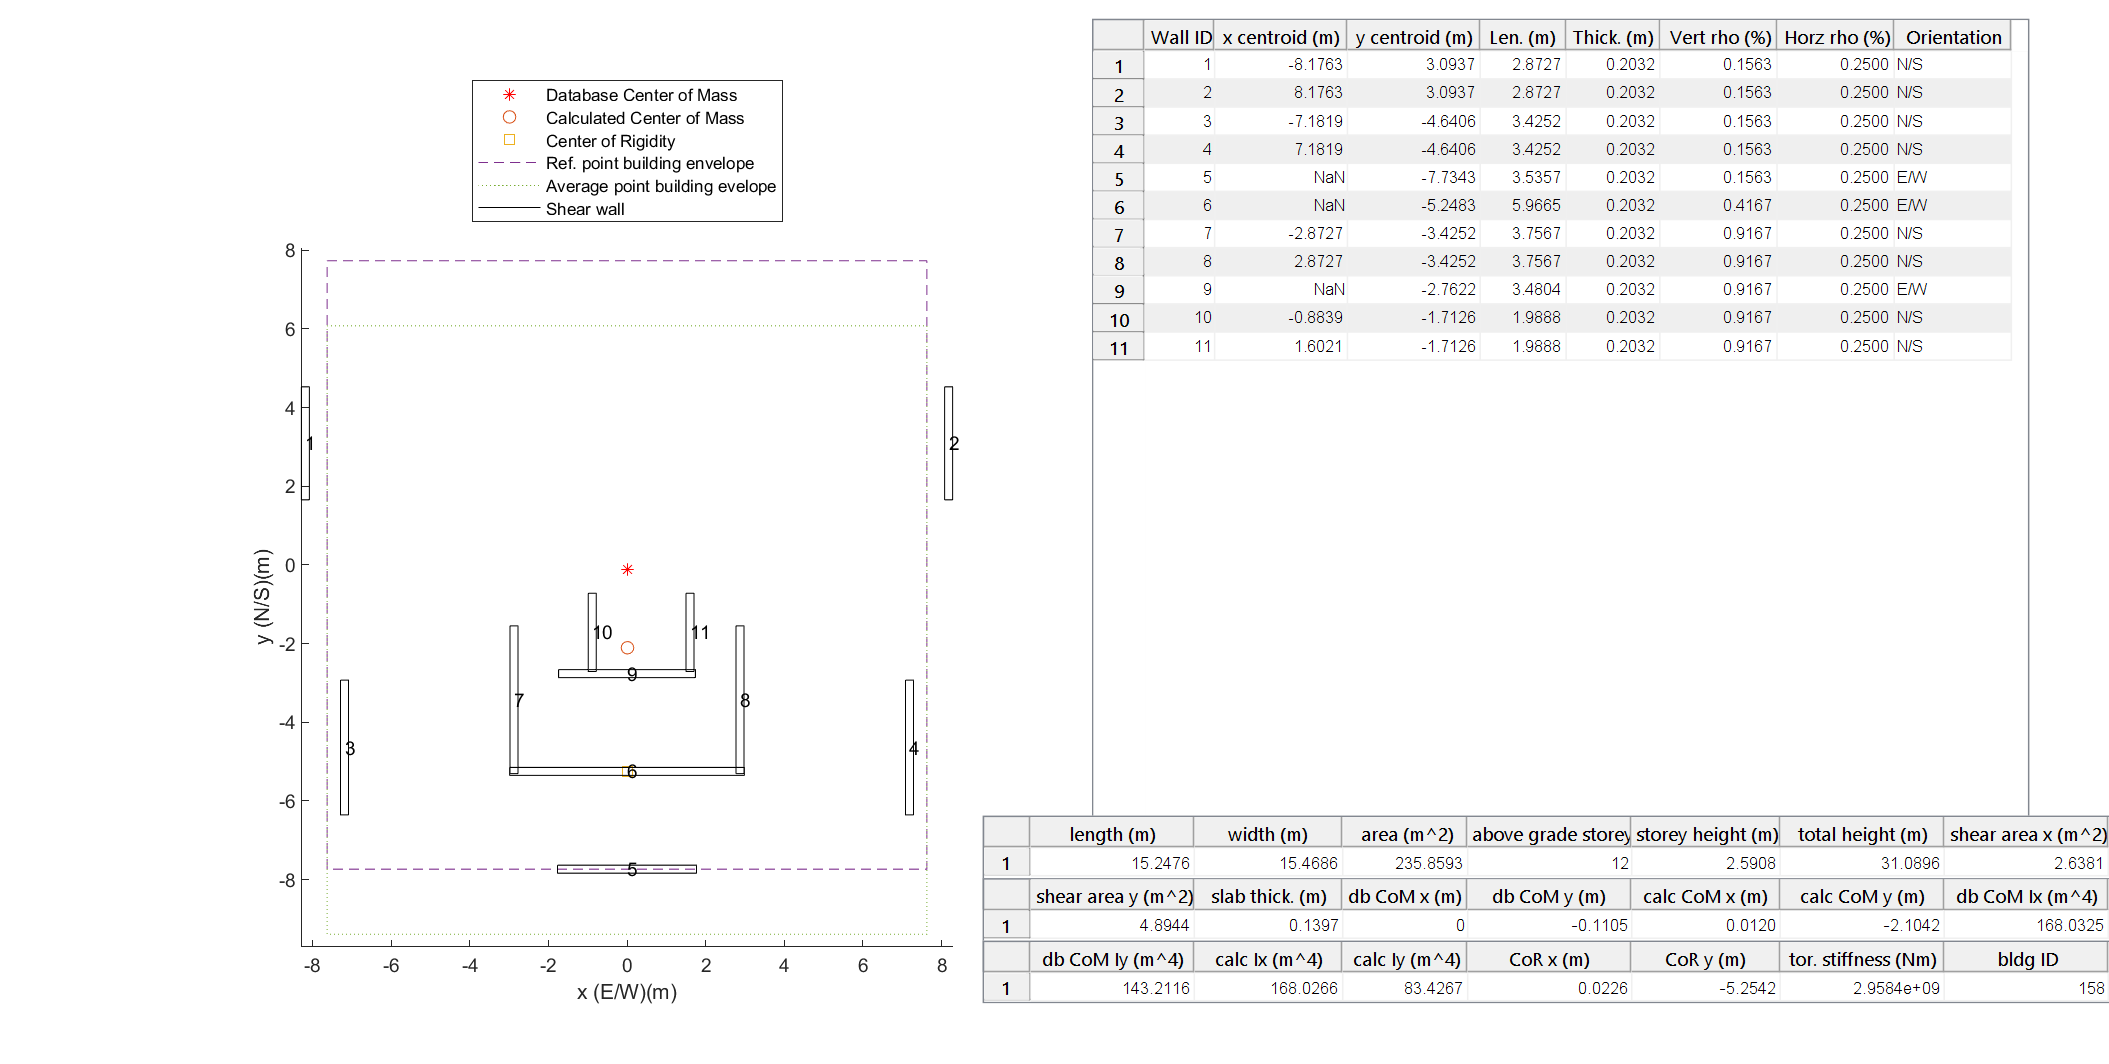 Database Center of Mass
Calculated Center of Mass
Center of Rigidity
Ref. point building envelope
Average point building evelope
Shear wall
8
6
4
2
0
-2
-4
-6
-8
y (N/S)(m)
-8 -6 -4 -2 0 2 4 6 8
x (E/W)(m)
1
2
10
11
9
7
8
3
4
6
5
Wall ID x centroid (m) y centroid (m) Len. (m) Thick. (m) Vert rho (%) Horz rho (%) Orientation
1 1 -8.1763 3.0937 2.8727 0.2032 0.1563 0.2500 N/S
2 2 8.1763 3.0937 2.8727 0.2032 0.1563 0.2500 N/S
3 3 -7.1819 -4.6406 3.4252 0.2032 0.1563 0.2500 N/S
4 4 7.1819 -4.6406 3.4252 0.2032 0.1563 0.2500 N/S
5 5 NaN -7.7343 3.5357 0.2032 0.1563 0.2500 E/W
6 6 NaN -5.2483 5.9665 0.2032 0.4167 0.2500 E/W
7 7 -2.8727 -3.4252 3.7567 0.2032 0.9167 0.2500 N/S
8 8 2.8727 -3.4252 3.7567 0.2032 0.9167 0.2500 N/S
9 9 NaN -2.7622 3.4804 0.2032 0.9167 0.2500 E/W
10 10 -0.8839 -1.7126 1.9888 0.2032 0.9167 0.2500 N/S
11 11 1.6021 -1.7126 1.9888 0.2032 0.9167 0.2500 N/S
length (m) width (m) area (m^2) above grade storey storey height (m) total height (m) shear area x (m^2)
1 15.2476 15.4686 235.8593 12 2.5908 31.0896 2.6381
shear area y (m^2) slab thick. (m) db CoM x (m) db CoM y (m) calc CoM x (m) calc CoM y (m) db CoM Ix (m^4)
1 4.8944 0.1397 0 -0.1105 0.0120 -2.1042 168.0325
db CoM Iy (m^4) calc Ix (m^4) calc Iy (m^4) CoR x (m) CoR y (m) tor. stiffness (Nm) bldg ID
1 143.2116 168.0266 83.4267 0.0226 -5.2542 2.9584e+09 158